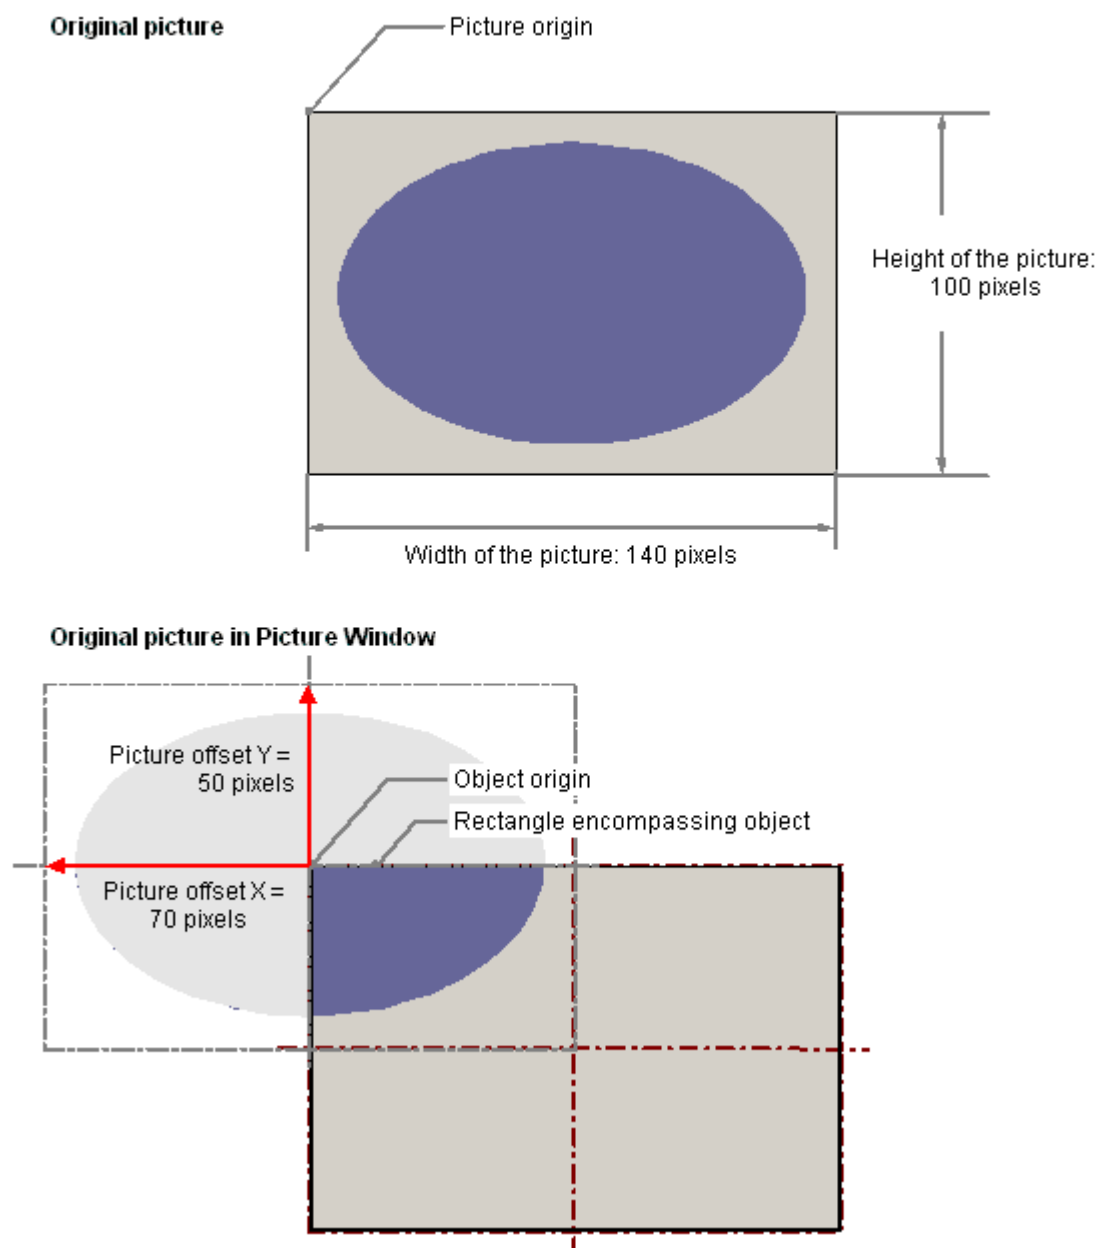 Original picture
Picture origin
Height of the picture:
100 pixels
Width of the picture: 140 pixels
Original picture in Picture Window
Picture offset Y =
50 pixels
Object origin
Rectangle encompassing object
Picture offset X =
70 pixels